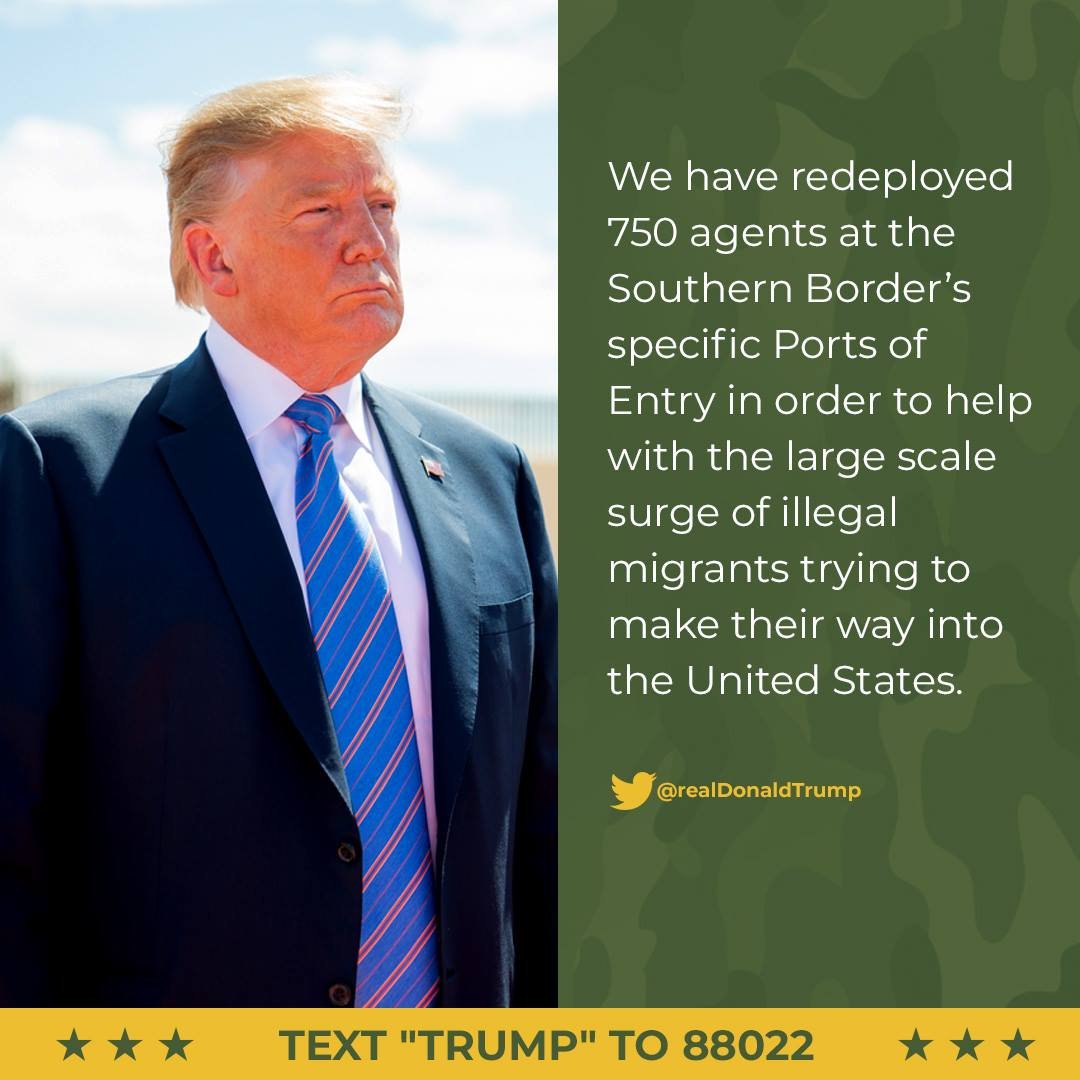 We have redeployed
750 agents at the
Southern Border’s
specific Ports of
Entry in order to help
with the large scale
surge of illegal
migrants trying to
make their way into
the United States.
@realDonaldTrump
TEXT "TRUMP" TO 88022